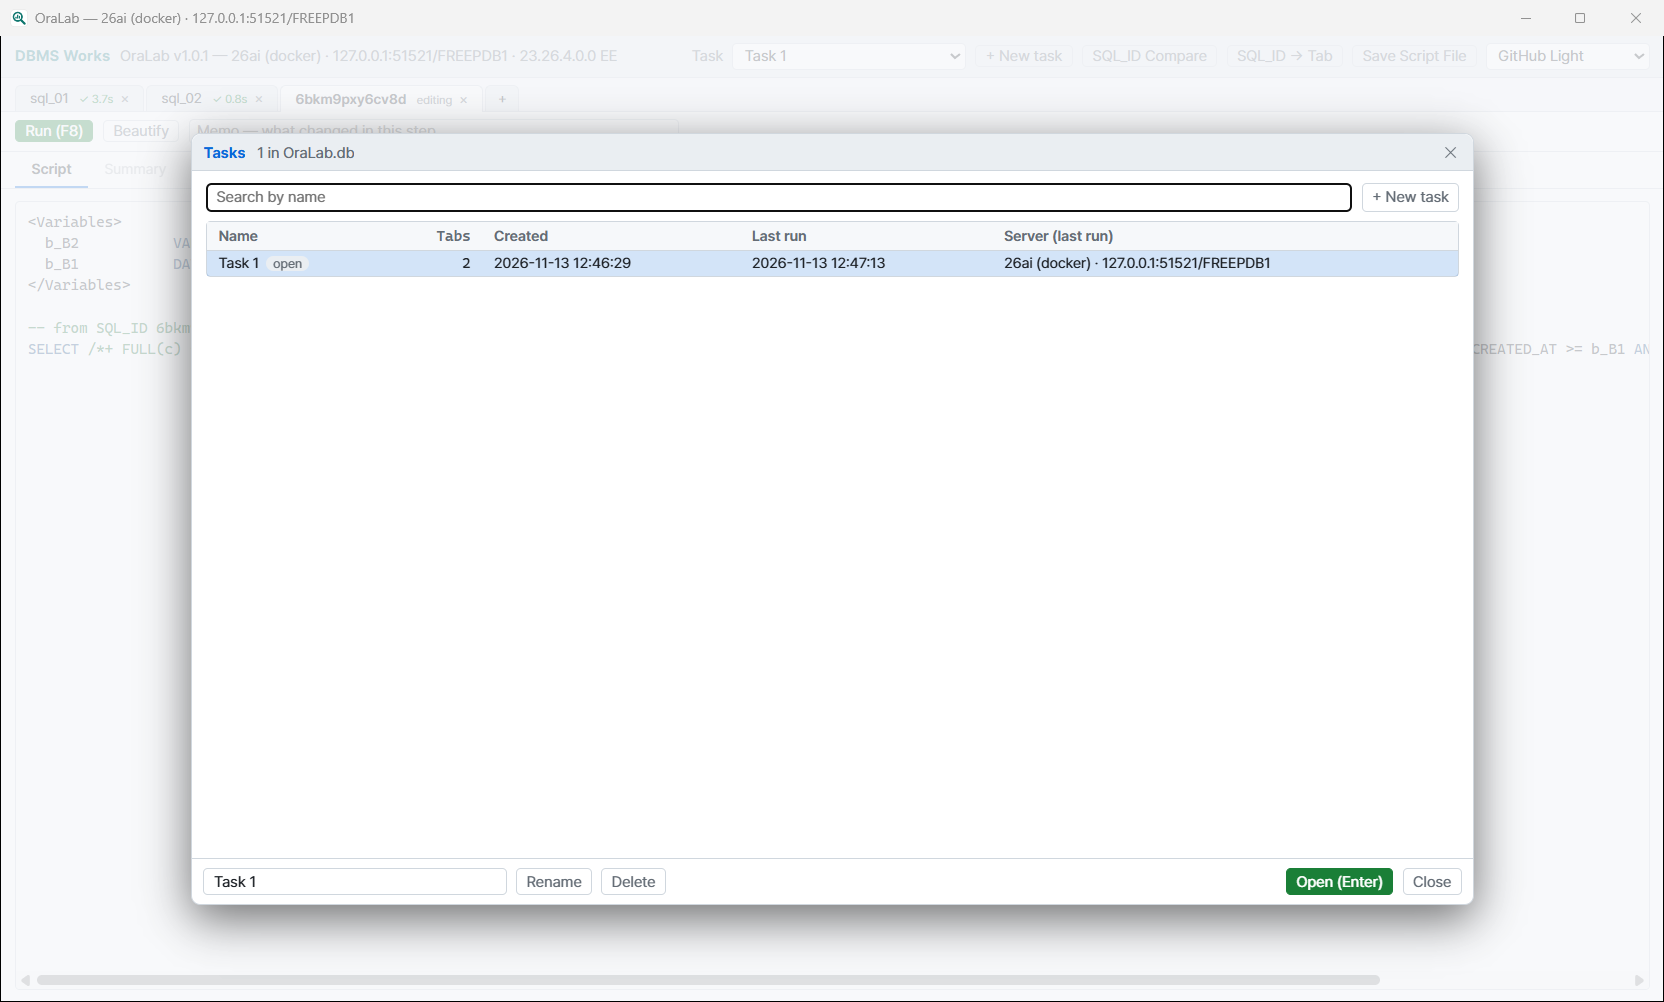 OraLab — 26ai (docker) · 127.0.0.1:51521/FREEPDB1
DBMS Works OraLab v1.0.1 — 26ai (docker) · 127.0.0.1:51521/FREEPDB1 · 23.26.4.0.0 EE Task Task 1 + New task SQL_ID Compare SQL_ID → Tab Save Script File GitHub Light
sql_01 ✓ 3.7s × sql_02 ✓ 0.8s × 6bkm9pxy6cv8d editing × +
Run (F8) Beautify Memo — what changed in this step
Tasks 1 in OraLab.db
Script Summary
Search by name + New task
<Variables>
b_B2 VA
b_B1 DA
</Variables>
-- from SQL_ID 6bkm
SELECT /*+ FULL(c) CREATED_AT >= b_B1 AN
Name Tabs Created Last run Server (last run)
Task 1 open 2 2026-11-13 12:46:29 2026-11-13 12:47:13 26ai (docker) · 127.0.0.1:51521/FREEPDB1
Task 1 Rename Delete Open (Enter) Close